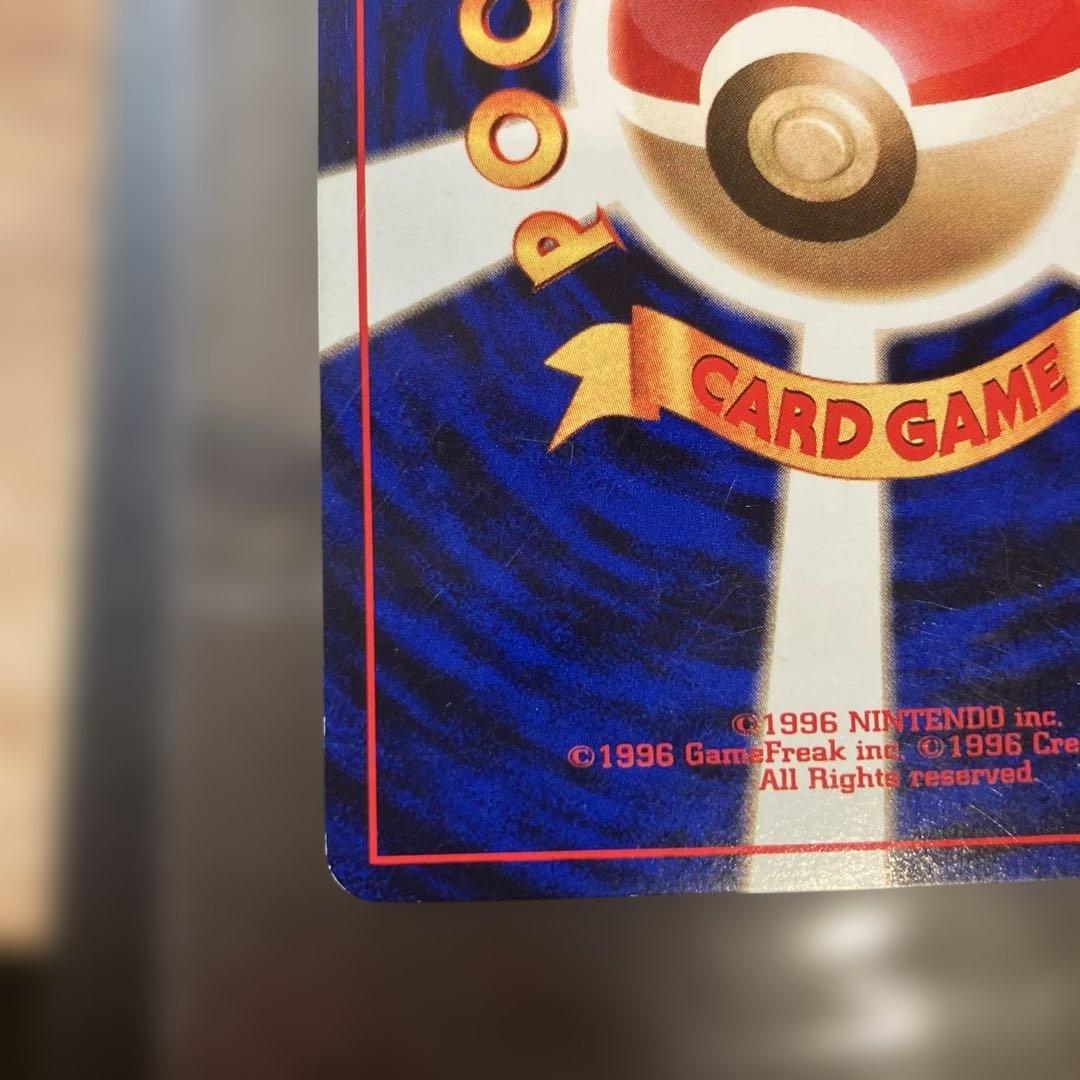 POC
CARD GAME
©1996 NINTENDO inc.
©1996 GameFreak inc. ©1996 Cre
All Rights reserved.